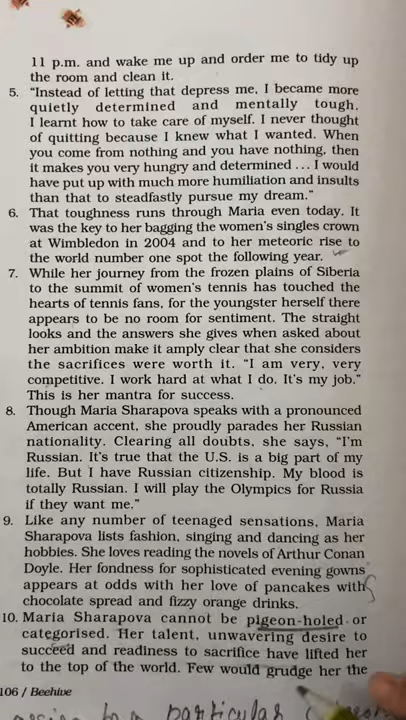 11 p.m. and wake me up and order me to tidy up
the room and clean it.
5. "Instead of letting that depress me, I became more
quietly determined and mentally tough.
I learnt how to take care of myself. I never thought
of quitting because I knew what I wanted. When
you come from nothing and you have nothing, then
it makes you very hungry and determined ... I would
have put up with much more humiliation and insults
than that to steadfastly pursue my dream."
6. That toughness runs through Maria even today. It
was the key to her bagging the women's singles crown
at Wimbledon in 2004 and to her meteoric rise to
the world number one spot the following year.
7. While her journey from the frozen plains of Siberia
to the summit of women's tennis has touched the
hearts of tennis fans, for the youngster herself there
appears to be no room for sentiment. The straight
looks and the answers she gives when asked about
her ambition make it amply clear that she considers
the sacrifices were worth it. "I am very, very
competitive. I work hard at what I do. It's my job."
This is her mantra for success.
8. Though Maria Sharapova speaks with a pronounced
American accent, she proudly parades her Russian
nationality. Clearing all doubts, she says, "I'm
Russian. It's true that the U.S. is a big part of my
life. But I have Russian citizenship. My blood is
totally Russian. I will play the Olympics for Russia
if they want me."
9. Like any number of teenaged sensations, Maria
Sharapova lists fashion, singing and dancing as her
hobbies. She loves reading the novels of Arthur Conan
Doyle. Her fondness for sophisticated evening gowns
appears at odds with her love of pancakes with
chocolate spread and fizzy orange drinks.
10. Maria Sharapova cannot be pigeon-holed or
categorised. Her talent, unwavering desire to
succeed and readiness to sacrifice have lifted her
to the top of the world. Few would grudge her the
106 / Beehive
to a particular